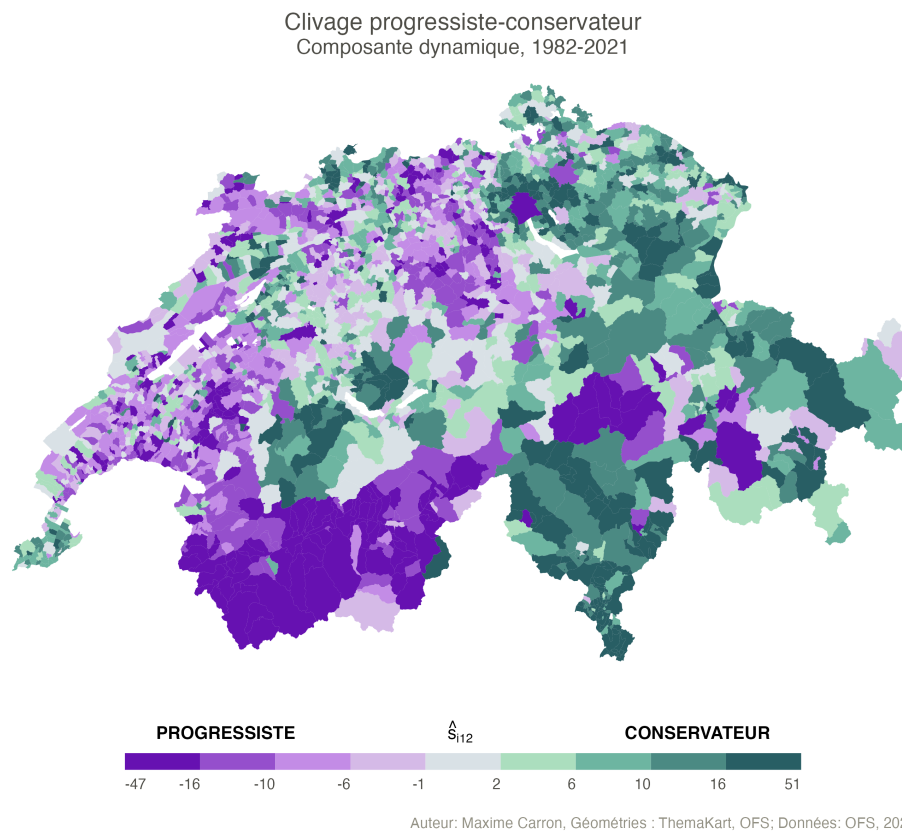 Clivage progressiste-conservateur
Composante dynamique, 1982-2021
PROGRESSISTE ŝi12 CONSERVATEUR
-47 -16 -10 -6 -1 2 6 10 16 51
Auteur: Maxime Carron, Géométries : ThemaKart, OFS; Données: OFS, 202